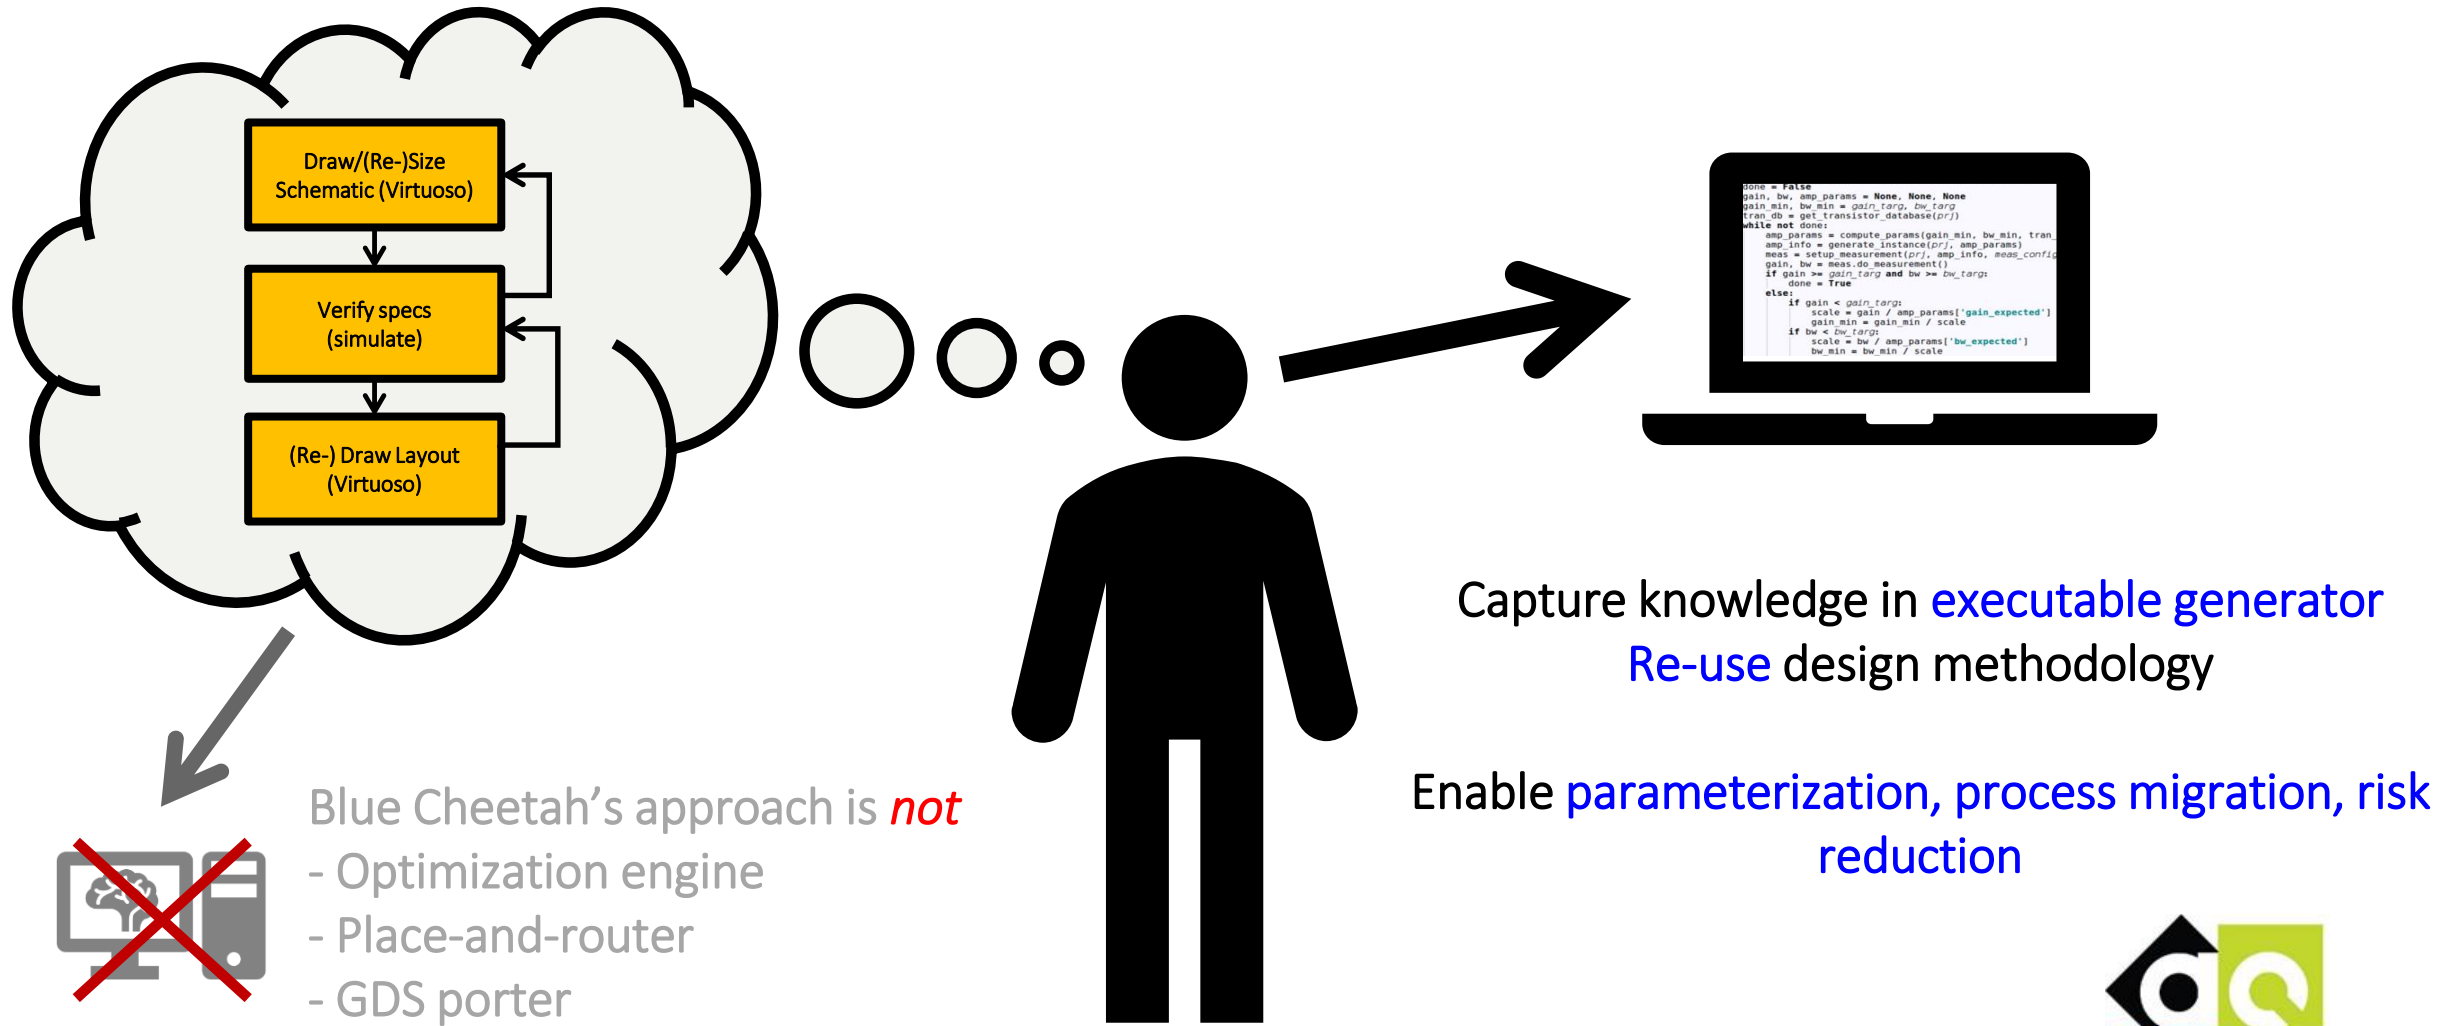 Draw/(Re-)Size
Schematic (Virtuoso)
Verify specs
(simulate)
(Re-) Draw Layout
(Virtuoso)
done = False
gain, bw, amp_params = None, None, None
gain_min, bw_min = gain_targ, bw_targ
tran_db = get_transistor_database(prj)
while not done:
amp_params = compute_params(gain_min, bw_min, tran_
amp_info = generate_instance(prj, amp_params)
meas = setup_measurement(prj, amp_info, meas_config
gain, bw = meas.do_measurement()
if gain >= gain_targ and bw >= bw_targ:
done = True
else:
if gain < gain_targ:
scale = gain / amp_params['gain_expected']
gain_min = gain_min / scale
if bw < bw_targ:
scale = bw / amp_params['bw_expected']
bw_min = bw_min / scale
Capture knowledge in executable generator
Re-use design methodology
Enable parameterization, process migration, risk
reduction
Blue Cheetah’s approach is not
- Optimization engine
- Place-and-router
- GDS porter